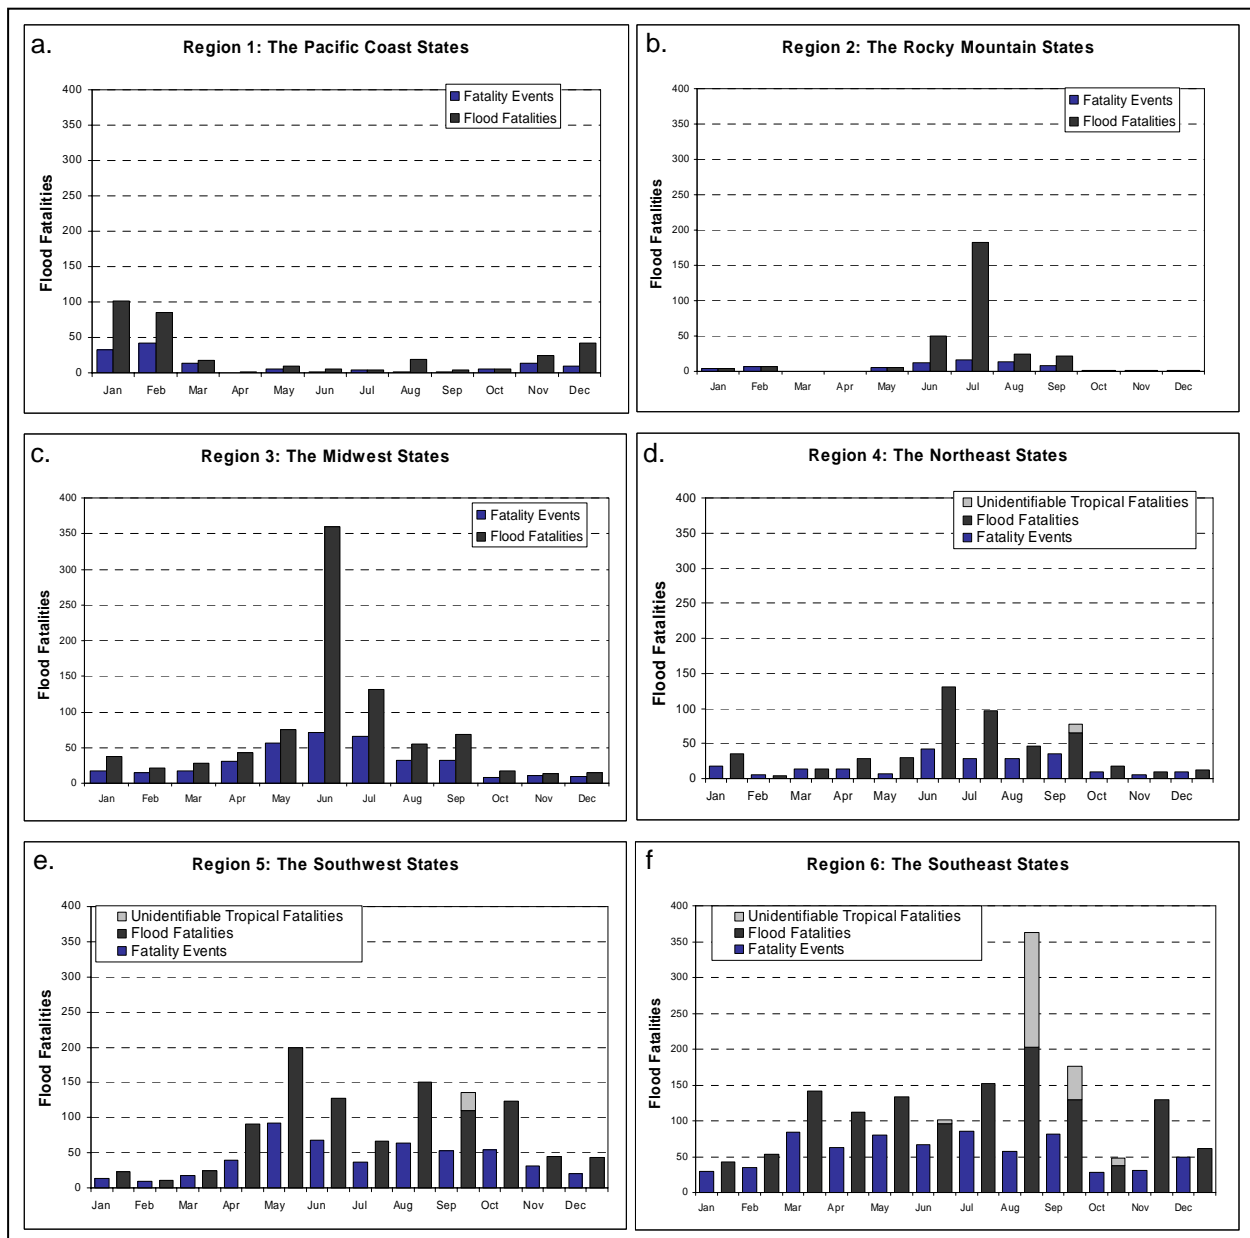 a.
Region 1: The Pacific Coast States
Fatality Events
Flood Fatalities
Flood Fatalities
400
350
300
250
200
150
100
50
0
Jan Feb Mar Apr May Jun Jul Aug Sep Oct Nov Dec
b.
Region 2: The Rocky Mountain States
Fatality Events
Flood Fatalities
Flood Fatalities
400
350
300
250
200
150
100
50
0
Jan Feb Mar Apr May Jun Jul Aug Sep Oct Nov Dec
c.
Region 3: The Midwest States
Fatality Events
Flood Fatalities
Flood Fatalities
400
350
300
250
200
150
100
50
0
Jan Feb Mar Apr May Jun Jul Aug Sep Oct Nov Dec
d.
Region 4: The Northeast States
Unidentifiable Tropical Fatalities
Flood Fatalities
Fatality Events
Flood Fatalities
400
350
300
250
200
150
100
50
0
Jan Feb Mar Apr May Jun Jul Aug Sep Oct Nov Dec
e.
Region 5: The Southwest States
Unidentifiable Tropical Fatalities
Flood Fatalities
Fatality Events
Flood Fatalities
400
350
300
250
200
150
100
50
0
Jan Feb Mar Apr May Jun Jul Aug Sep Oct Nov Dec
f
Region 6: The Southeast States
Unidentifiable Tropical Fatalities
Flood Fatalities
Fatality Events
Flood Fatalities
400
350
300
250
200
150
100
50
0
Jan Feb Mar Apr May Jun Jul Aug Sep Oct Nov Dec